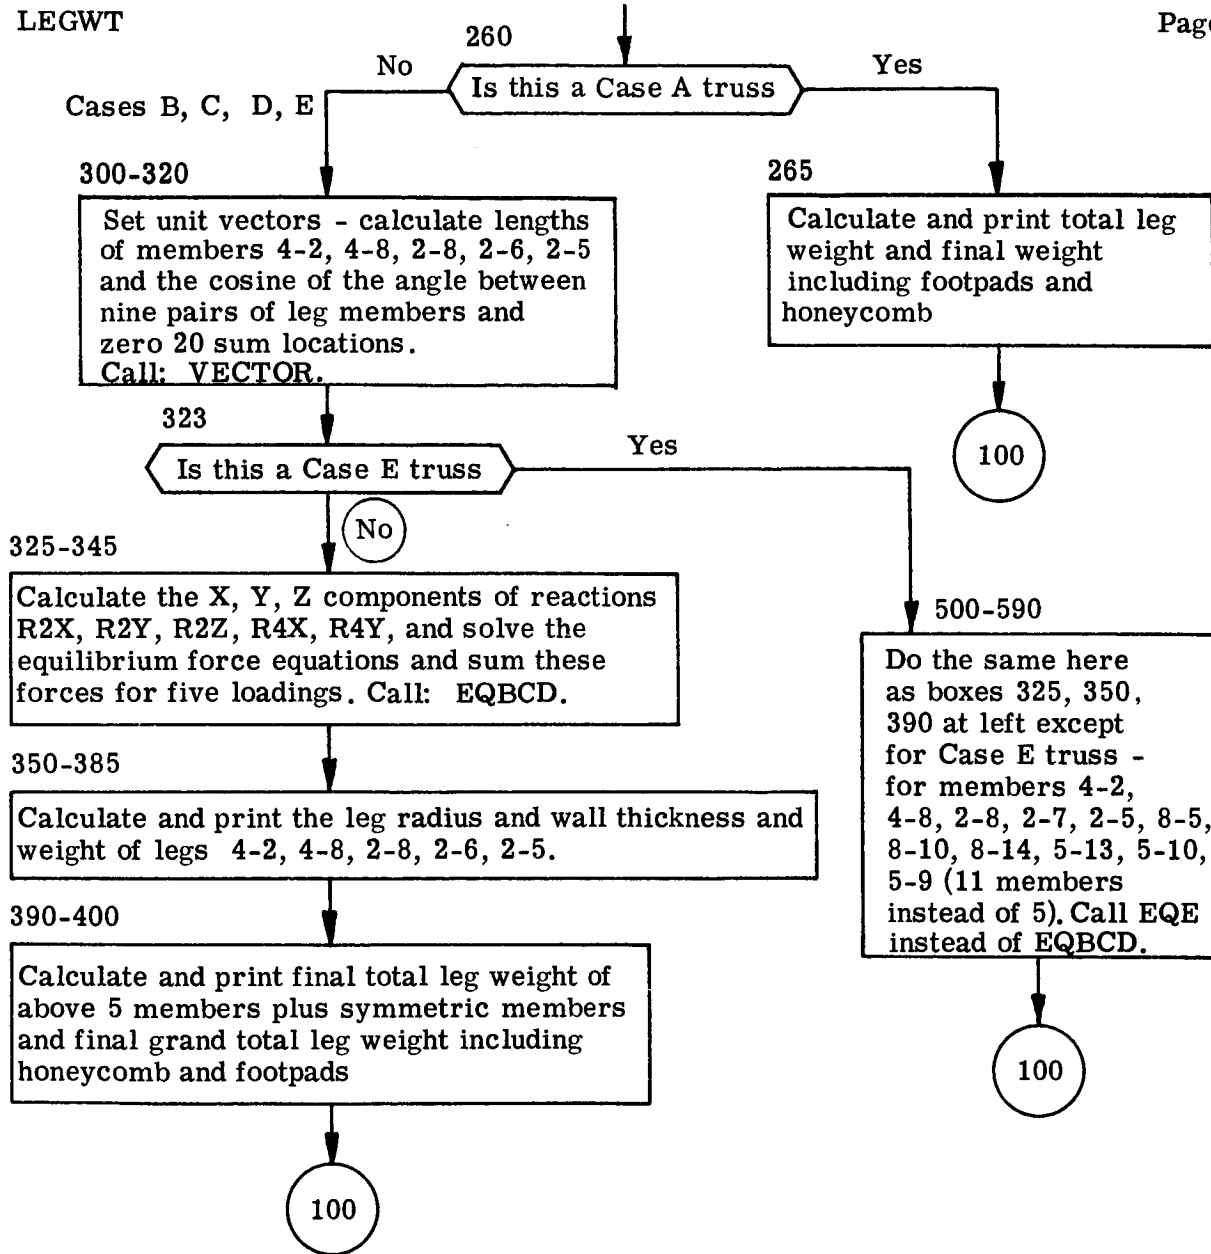 LEGWT
Page
260
No
Is this a Case A truss
Yes
Cases B, C, D, E
300-320
Set unit vectors - calculate lengths
of members 4-2, 4-8, 2-8, 2-6, 2-5
and the cosine of the angle between
nine pairs of leg members and
zero 20 sum locations.
Call: VECTOR.
265
Calculate and print total leg
weight and final weight
including footpads and
honeycomb
100
323
Is this a Case E truss
Yes
No
325-345
Calculate the X, Y, Z components of reactions
R2X, R2Y, R2Z, R4X, R4Y, and solve the
equilibrium force equations and sum these
forces for five loadings. Call: EQBCD.
350-385
Calculate and print the leg radius and wall thickness and
weight of legs 4-2, 4-8, 2-8, 2-6, 2-5.
390-400
Calculate and print final total leg weight of
above 5 members plus symmetric members
and final grand total leg weight including
honeycomb and footpads
100
500-590
Do the same here
as boxes 325, 350,
390 at left except
for Case E truss -
for members 4-2,
4-8, 2-8, 2-7, 2-5, 8-5,
8-10, 8-14, 5-13, 5-10,
5-9 (11 members
instead of 5). Call EQE
instead of EQBCD.
100